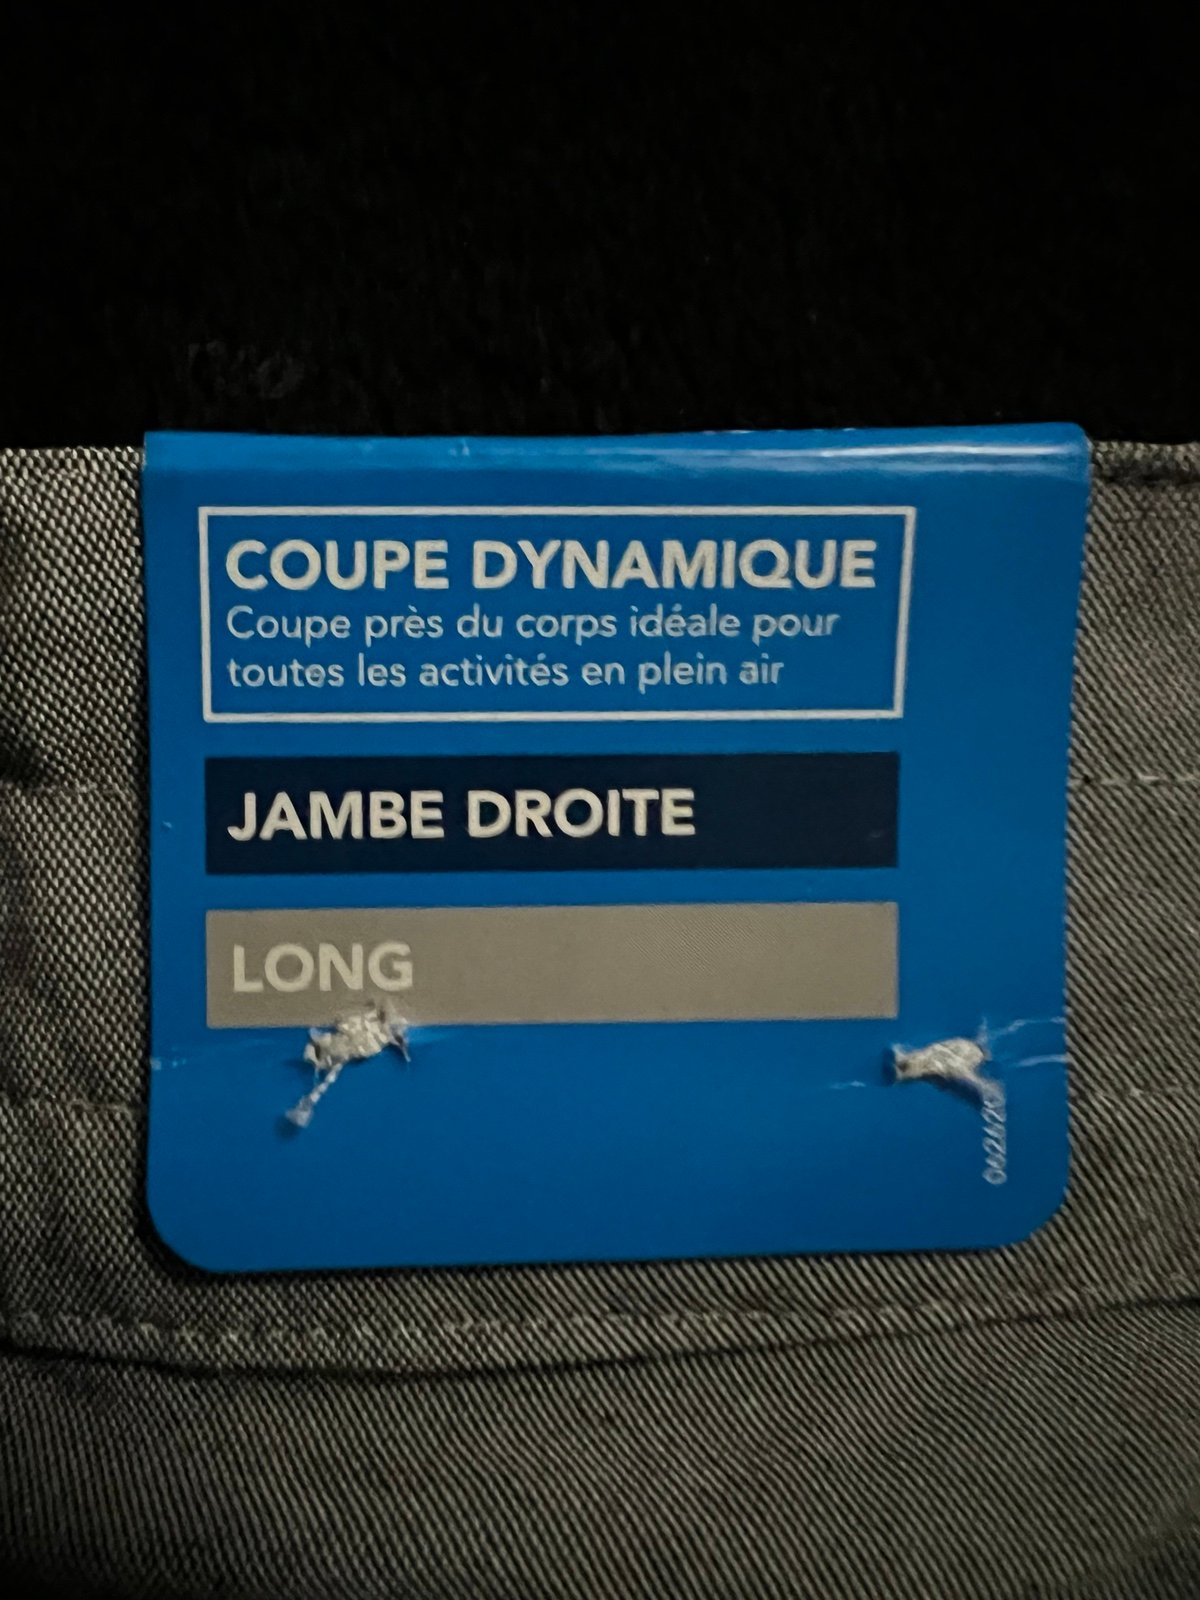 COUPE DYNAMIQUE
Coupe près du corps idéale pour
toutes les activités en plein air
JAMBE DROITE
LONG